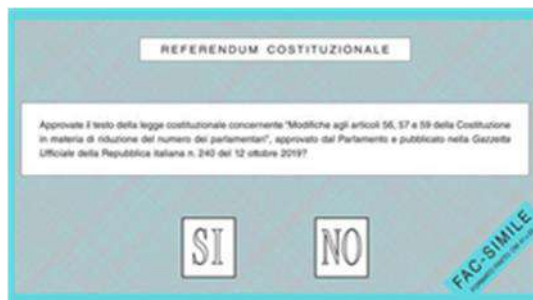 REFERENDUM COSTITUZIONALE
Approvate il testo della legge costituzionale concernente "Modifiche agli articoli 56, 57 e 59 della Costituzione
in materia di riduzione del numero dei parlamentari", approvato dal Parlamento e pubblicato nella Gazzetta
Ufficiale della Repubblica italiana n. 240 del 12 ottobre 2019?
SI
NO
FAC-SIMILE